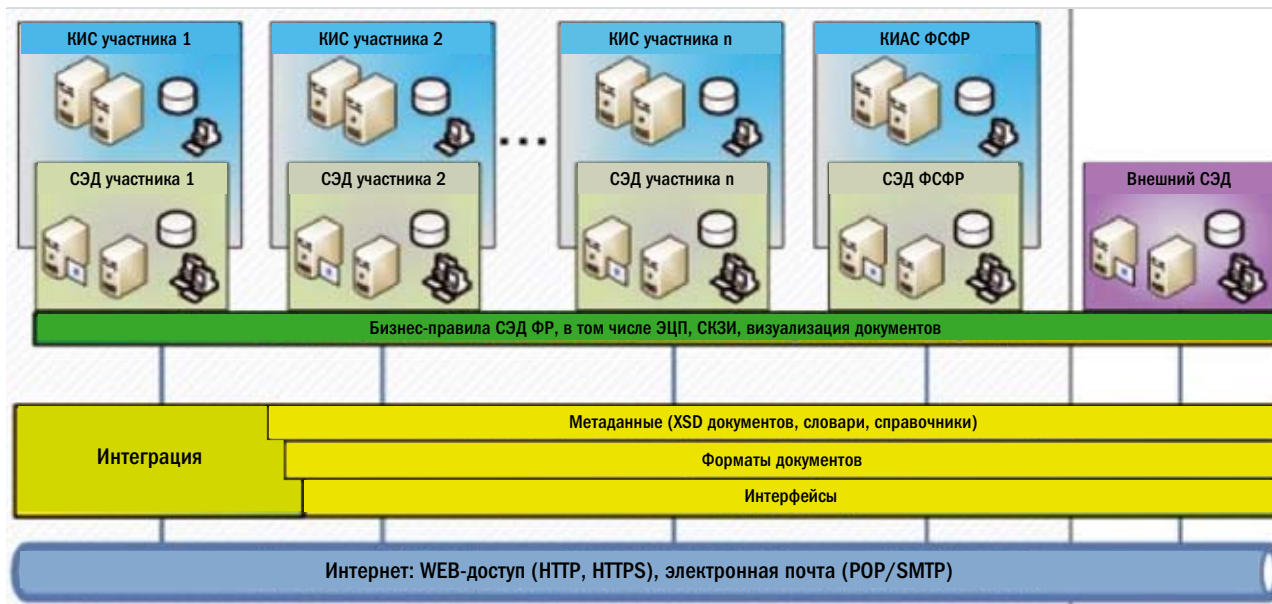 КИС участника 1
КИС участника 2
КИС участника n
КИАС ФСФР
...
СЭД участника 1
СЭД участника 2
СЭД участника n
СЭД ФСФР
Внешний СЭД
Бизнес-правила СЭД ФР, в том числе ЭЦП, СКЗИ, визуализация документов
Интеграция
Метаданные (XSD документов, словари, справочники)
Форматы документов
Интерфейсы
Интернет: WEB-доступ (HTTP, HTTPS), электронная почта (POP/SMTP)